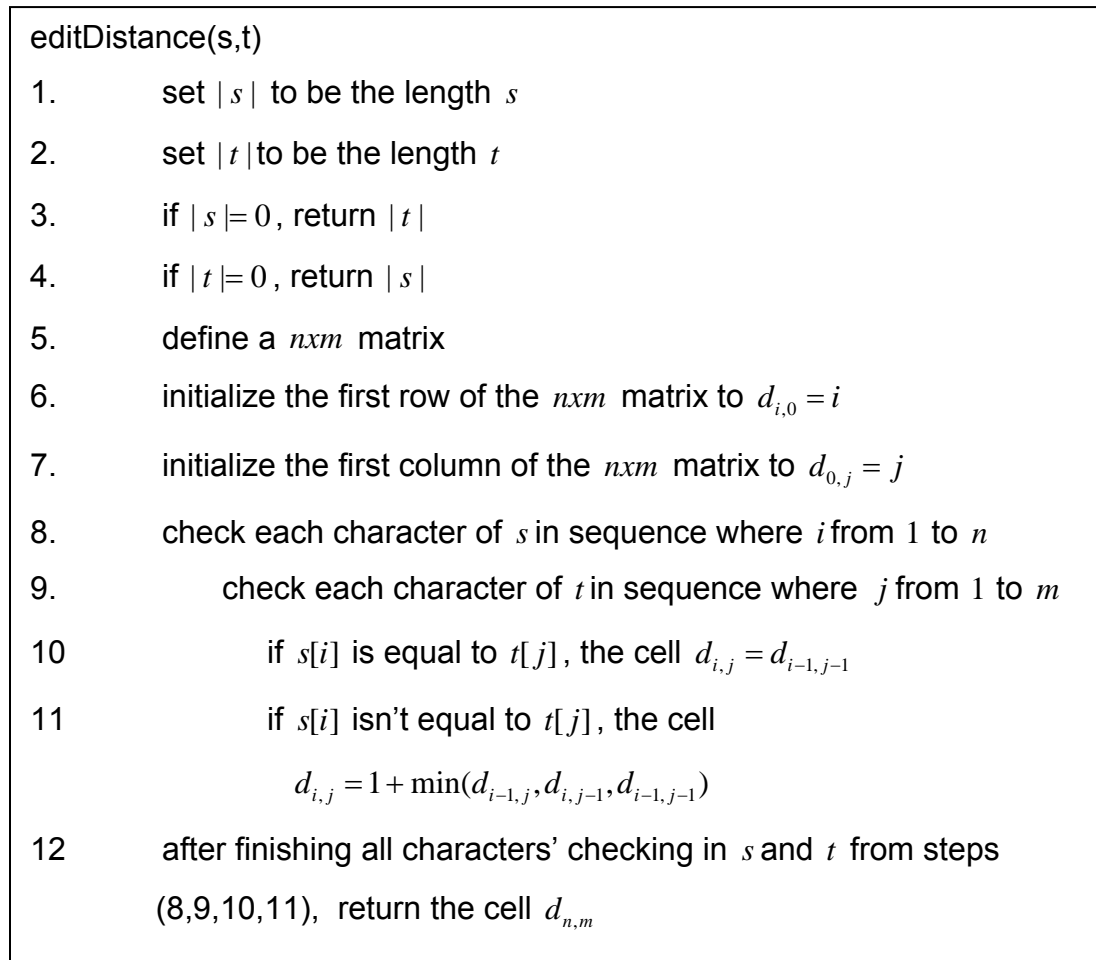 editDistance(s,t)
1. set | s | to be the length s
2. set | t | to be the length t
3. if | s |= 0 , return | t |
4. if | t |= 0 , return | s |
5. define a nxm matrix
6. initialize the first row of the nxm matrix to d_{i,0} = i
7. initialize the first column of the nxm matrix to d_{0,j} = j
8. check each character of s in sequence where i from 1 to n
9. check each character of t in sequence where j from 1 to m
10 if s[i] is equal to t[j] , the cell d_{i,j} = d_{i−1,j−1}
11 if s[i] isn't equal to t[j] , the cell
d_{i,j} = 1 + min(d_{i−1,j}, d_{i,j−1}, d_{i−1,j−1})
12 after finishing all characters’ checking in s and t from steps
(8,9,10,11), return the cell d_{n,m}